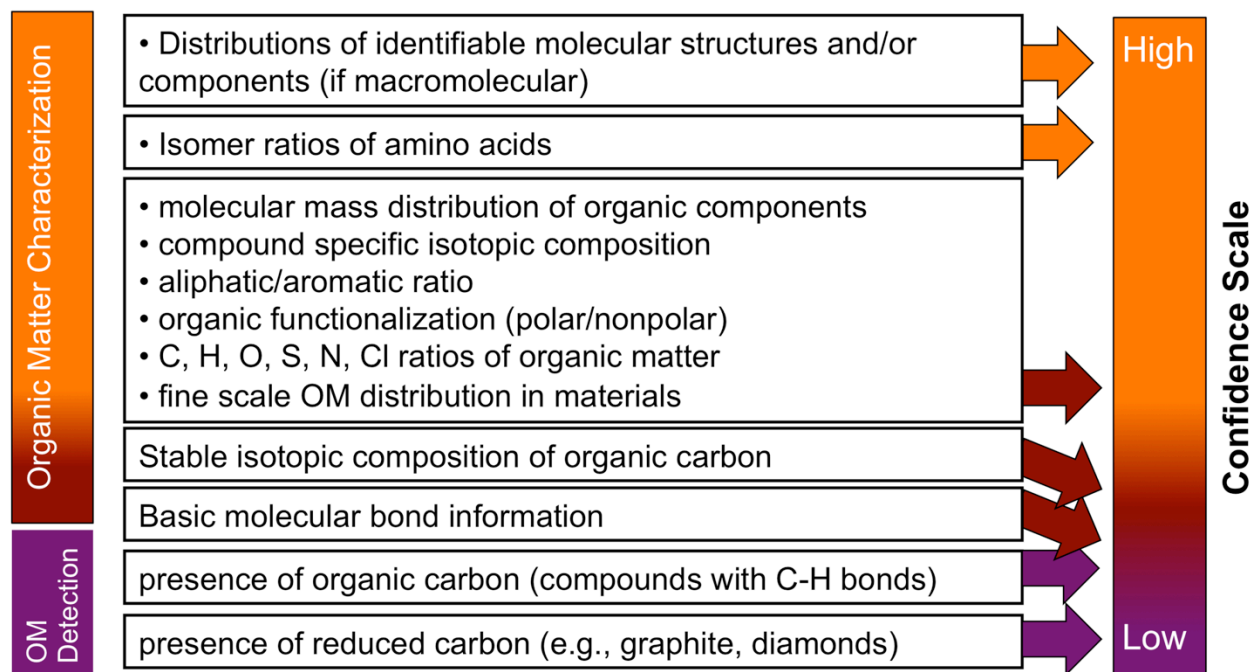 Organic Matter Characterization
OM
Detection
• Distributions of identifiable molecular structures and/or
components (if macromolecular)
• Isomer ratios of amino acids
• molecular mass distribution of organic components
• compound specific isotopic composition
• aliphatic/aromatic ratio
• organic functionalization (polar/nonpolar)
• C, H, O, S, N, Cl ratios of organic matter
• fine scale OM distribution in materials
Stable isotopic composition of organic carbon
Basic molecular bond information
presence of organic carbon (compounds with C-H bonds)
presence of reduced carbon (e.g., graphite, diamonds)
High
Low
Confidence Scale